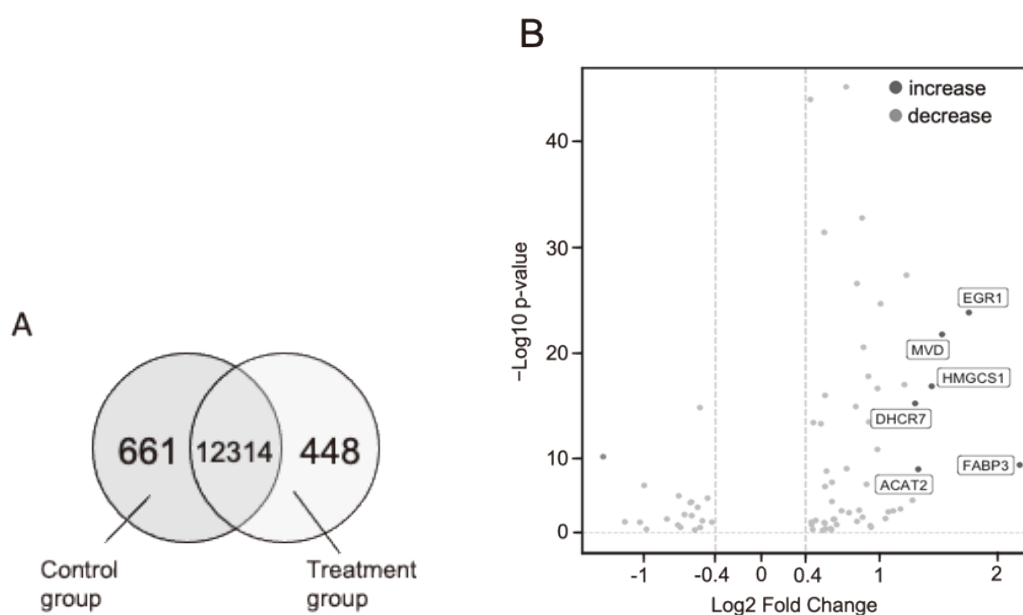 A
661
12314
448
Control
group
Treatment
group
B
increase
decrease
−Log10 p-value
40
30
20
10
0
EGR1
MVD
HMGCS1
DHCR7
FABP3
ACAT2
-1
-0.4
0
0.4
1
2
Log2 Fold Change